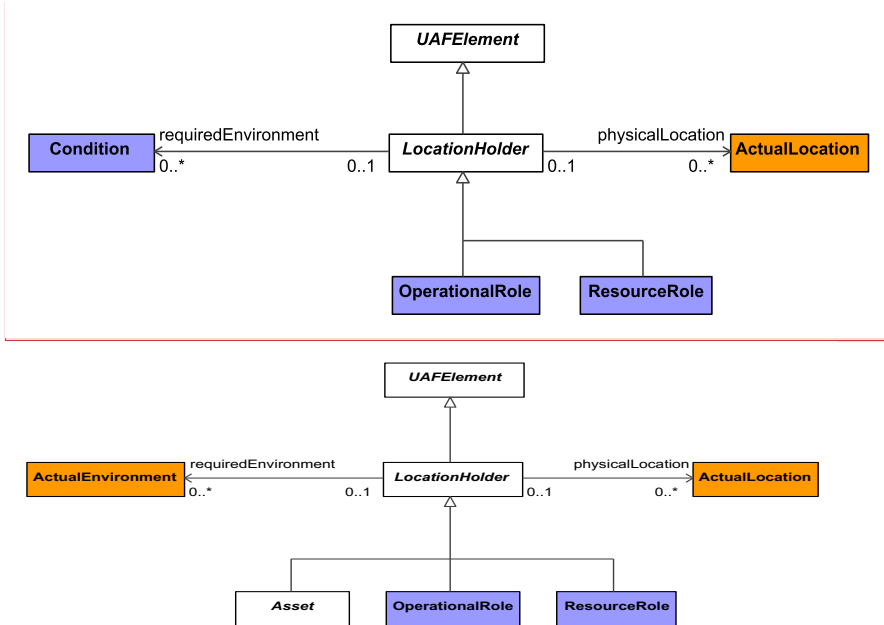 UAFElement
requiredEnvironment
physicalLocation
Condition
LocationHolder
ActualLocation
0..*
0..1
0..1
0..*
OperationalRole
ResourceRole
UAFElement
requiredEnvironment
physicalLocation
ActualEnvironment
LocationHolder
ActualLocation
0..*
0..1
0..1
0..*
Asset
OperationalRole
ResourceRole